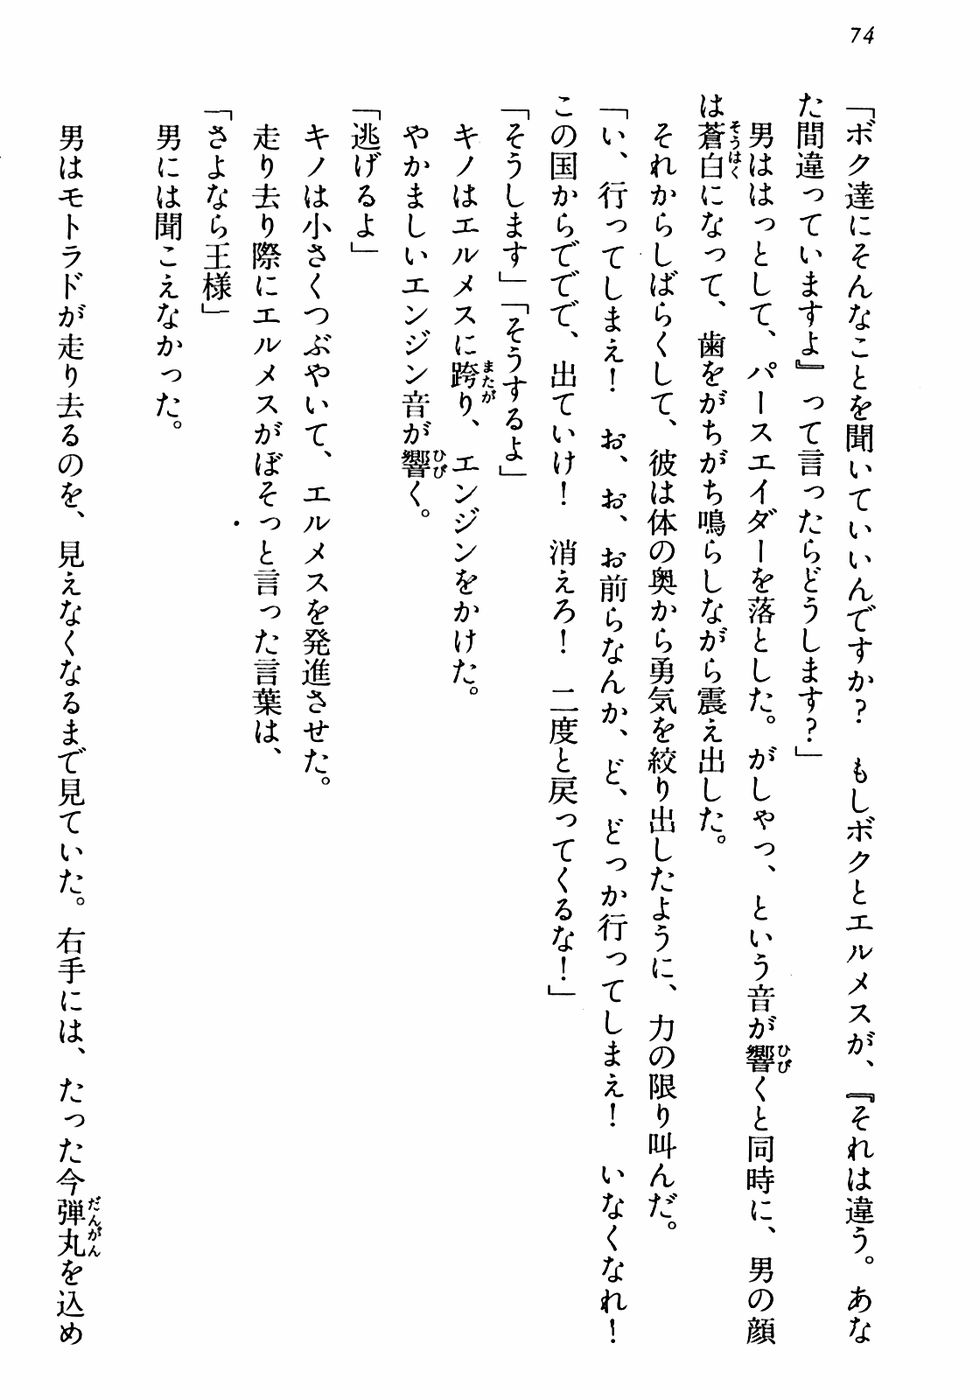 74
「ボク達にそんなことを聞いていいんですか？　もしボクとエルメスが、『それは違う。あな
た間違っていますよ』って言ったらどうします？」
男ははっとして、パースエイダーを落とした。がしゃっ、という音が響くと同時に、男の顔
は蒼白になって、歯をがちがち鳴らしながら震え出した。
それからしばらくして、彼は体の奥から勇気を絞り出したように、力の限り叫んだ。
「い、行ってしまえ！　お、お、お前らなんか、ど、どっか行ってしまえ！　いなくなれ！
この国からででで、出ていけ！　消えろ！　二度と戻ってくるな！」
「そうします」「そうするよ」
キノはエルメスに跨り、エンジンをかけた。
やかましいエンジン音が響く。
「逃げるよ」
キノは小さくつぶやいて、エルメスを発進させた。
走り去り際にエルメスがぼそっと言った言葉は、
「さよなら王様」
男には聞こえなかった。
男はモトラドが走り去るのを、見えなくなるまで見ていた。右手には、たった今弾丸を込め